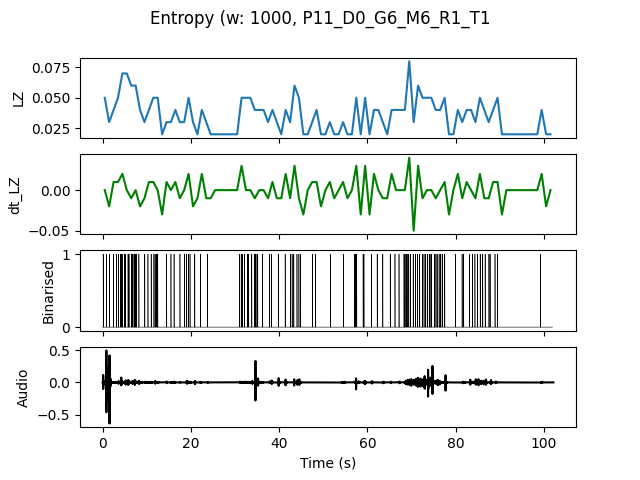 Entropy (w: 1000, P11_D0_G6_M6_R1_T1
0.075
0.050
0.025
LZ
0.00
−0.05
dt_LZ
1
0
Binarised
0.5
0.0
−0.5
Audio
0 20 40 60 80 100
Time (s)